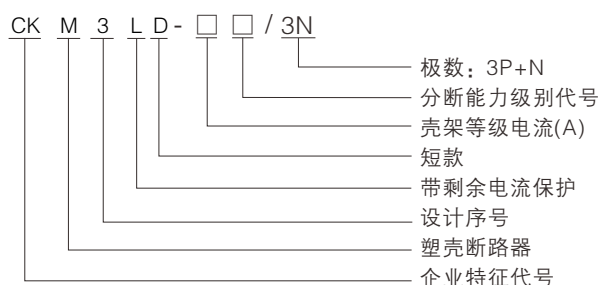 CK M 3 L D-□□/3N
极数：3P+N
分断能力级别代号
壳架等级电流(A)
短款
带剩余电流保护
设计序号
塑壳断路器
企业特征代号